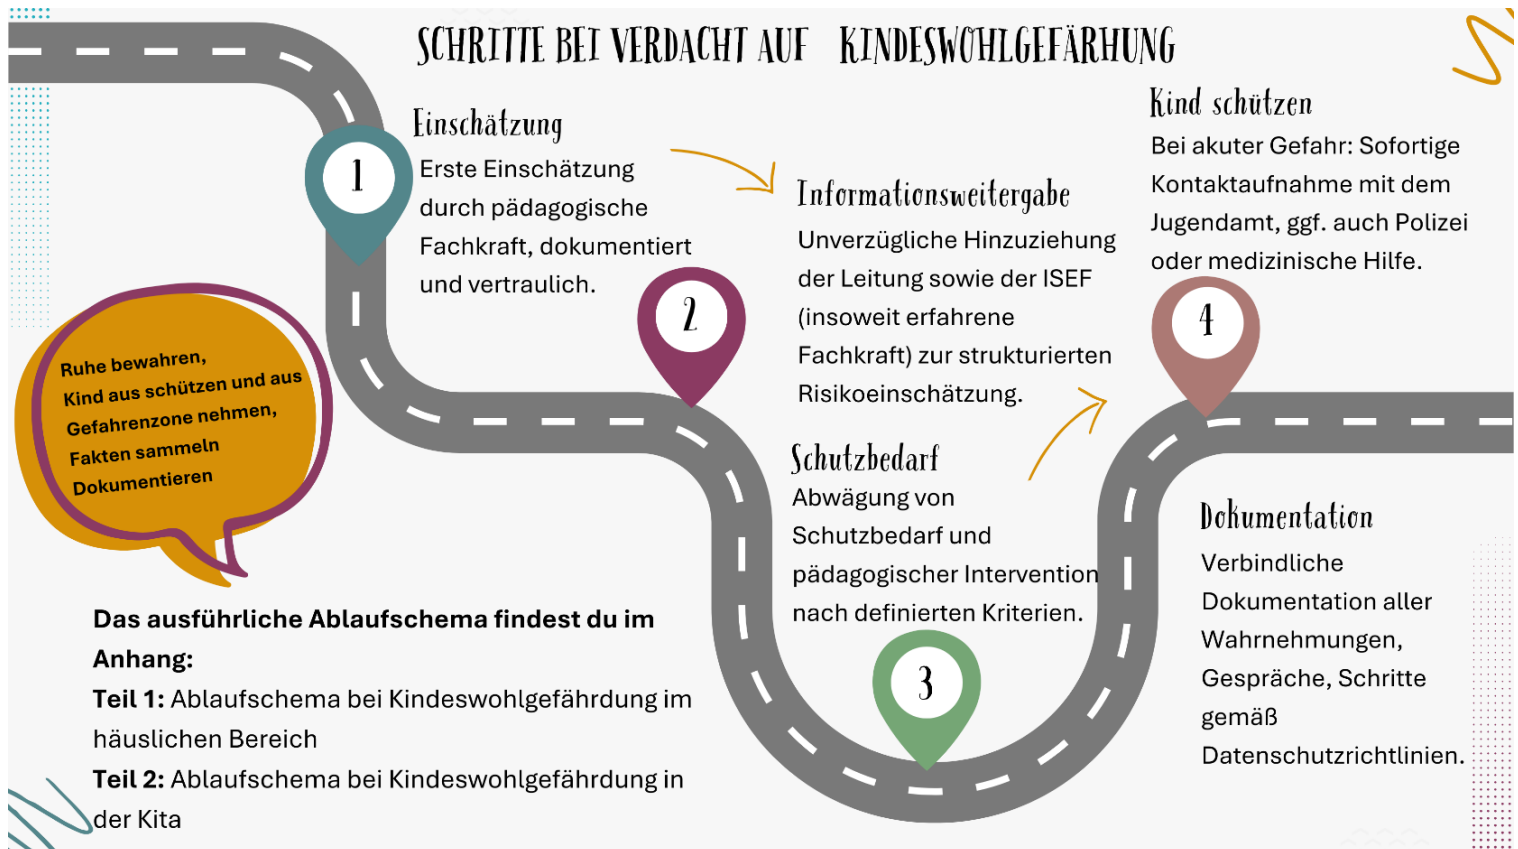 SCHRITTE BEI VERDACHT AUF KINDESWOHLGEFÄRHUNG
1
Einschätzung
Erste Einschätzung
durch pädagogische
Fachkraft, dokumentiert
und vertraulich.
2
Informationsweitergabe
Unverzügliche Hinzuziehung
der Leitung sowie der ISEF
(insoweit erfahrene
Fachkraft) zur strukturierten
Risikoeinschätzung.
Schutzbedarf
Abwägung von
Schutzbedarf und
pädagogischer Intervention
nach definierten Kriterien.
3
Kind schützen
Bei akuter Gefahr: Sofortige
Kontaktaufnahme mit dem
Jugendamt, ggf. auch Polizei
oder medizinische Hilfe.
4
Dokumentation
Verbindliche
Dokumentation aller
Wahrnehmungen,
Gespräche, Schritte
gemäß
Datenschutzrichtlinien.
Ruhe bewahren,
Kind aus schützen und aus
Gefahrenzone nehmen,
Fakten sammeln
Dokumentieren
Das ausführliche Ablaufschema findest du im
Anhang:
Teil 1: Ablaufschema bei Kindeswohlgefährdung im
häuslichen Bereich
Teil 2: Ablaufschema bei Kindeswohlgefährdung in
der Kita